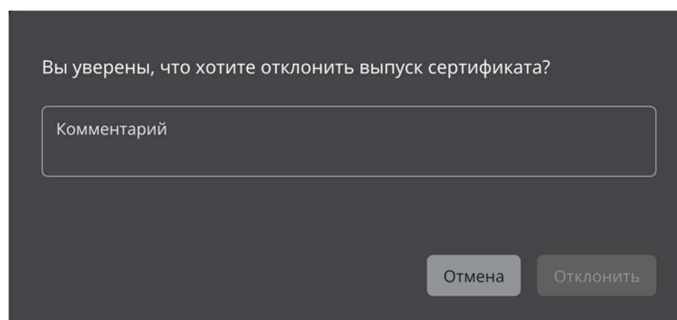 Вы уверены, что хотите отклонить выпуск сертификата?
Комментарий
Отмена
Отклонить